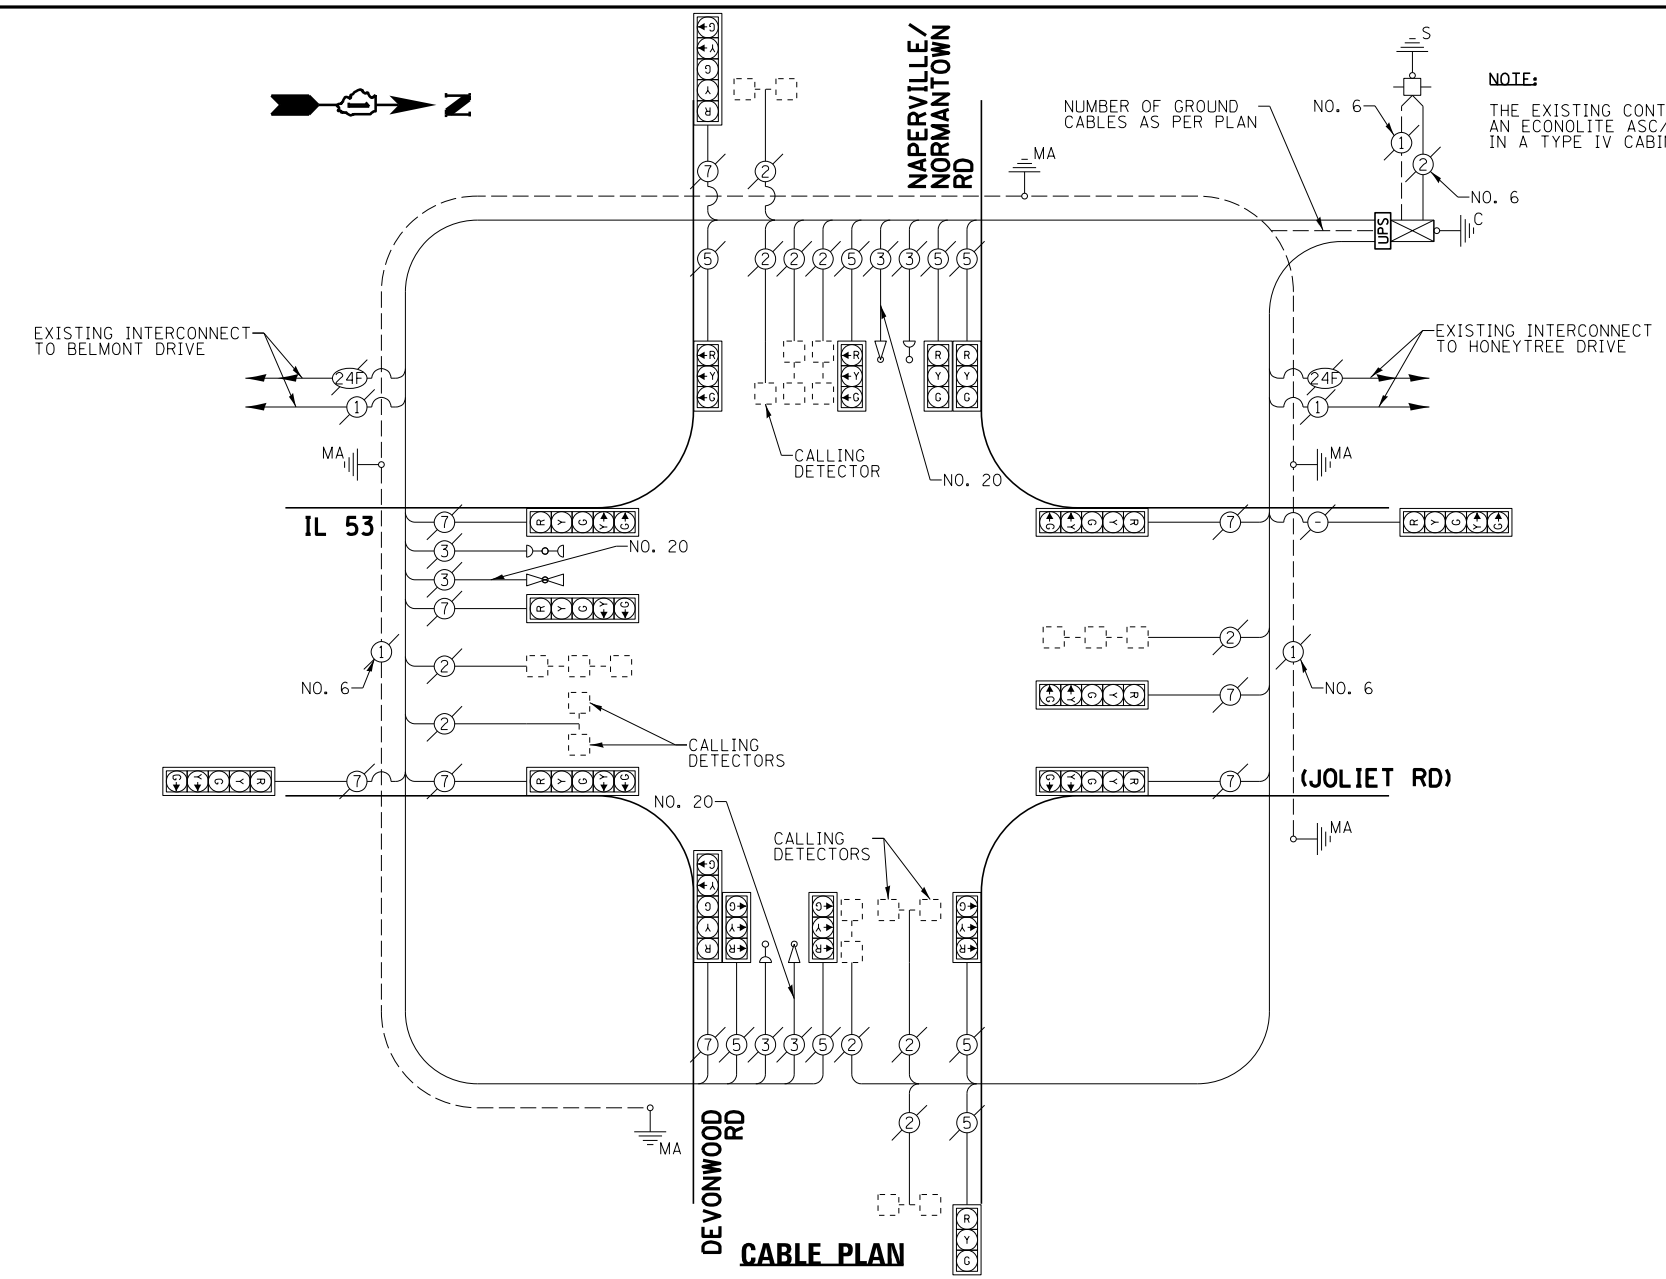 NAPERVILLE/
NORMANTOWN
RD
N
S
NOTE:
THE EXISTING CONT
AN ECONOLITE ASC/
IN A TYPE IV CABI
NUMBER OF GROUND
CABLES AS PER PLAN
NO. 6
1
2
NO. 6
G
Y
G
Y
R
7
2
MA
UPS
C
5
2
2
2
5
3
3
5
5
EXISTING INTERCONNECT
TO BELMONT DRIVE
24F
1
EXISTING INTERCONNECT
TO HONEYTREE DRIVE
24F
1
R
Y
G
R
Y
G
R
Y
G
R
Y
G
CALLING
DETECTOR
NO. 20
MA
MA
IL 53
7
R Y G Y G
3
NO. 20
3
7
R Y G Y G
G Y G Y R
7
-
R Y G Y G
1
NO. 6
2
2
CALLING
DETECTORS
2
G Y G Y R
7
1
NO. 6
G Y G Y R
7
7
R Y G Y G
G Y G Y R
7
(JOLIET RD)
NO. 20
CALLING
DETECTORS
MA
G
Y
G
Y
R
G
Y
R
G
Y
R
G
Y
R
7
5
3
3
5
2
2
5
2
5
MA
DEVONWOOD
RD
R
Y
G
CABLE PLAN